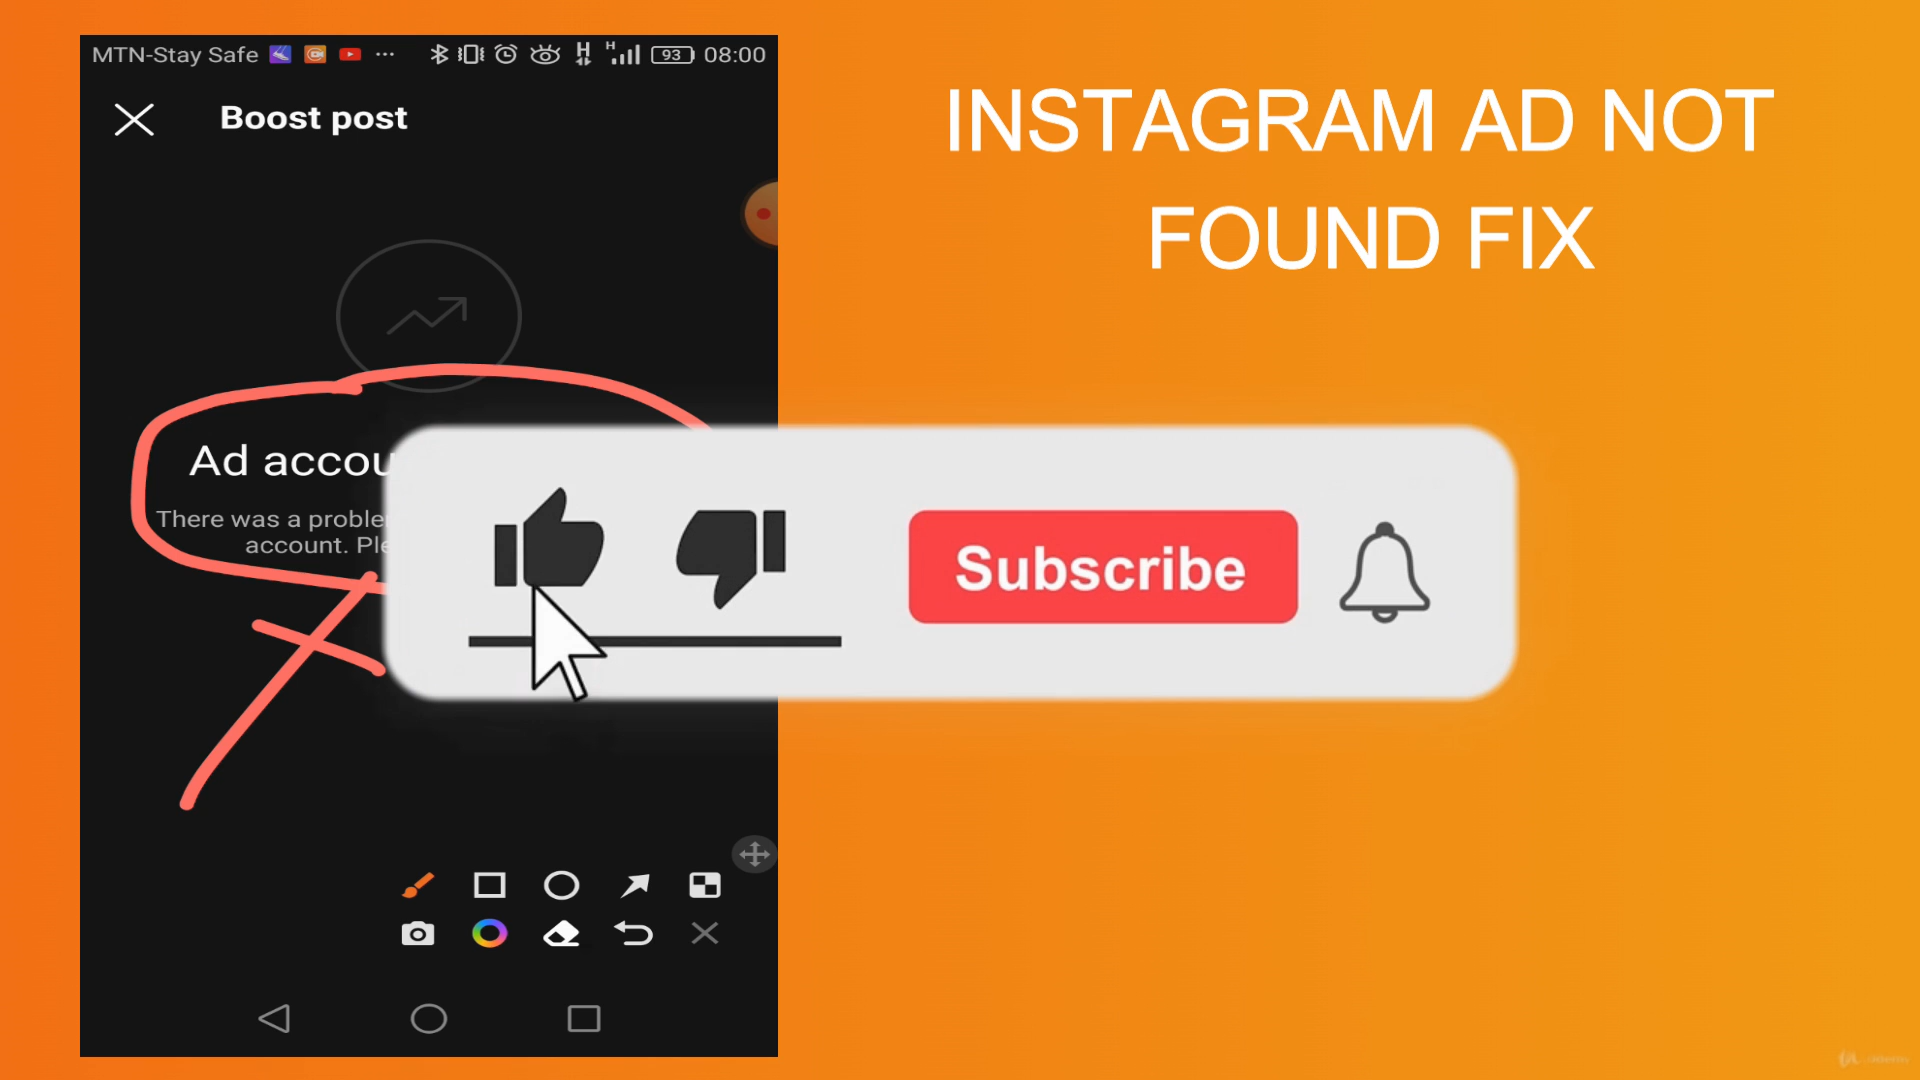 MTN-Stay Safe
93
08:00
Boost post
INSTAGRAM AD NOT
FOUND FIX
Ad accou
There was a proble
account. Ple
Subscribe